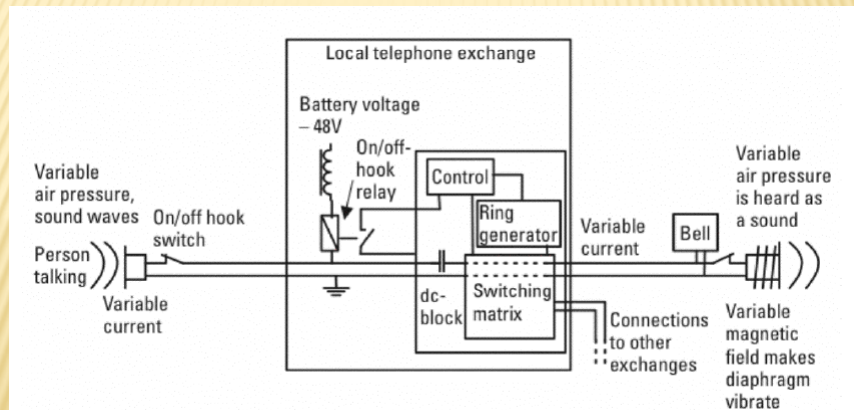 Local telephone exchange
Battery voltage
– 48V
On/off-
hook
relay
Control
Ring
generator
Variable
air pressure,
sound waves
On/off hook
switch
Person
talking
Variable
current
dc-
block
Switching
matrix
Variable
current
Bell
Connections
to other
exchanges
Variable
air pressure
is heard as
a sound
Variable
magnetic
field makes
diaphragm
vibrate